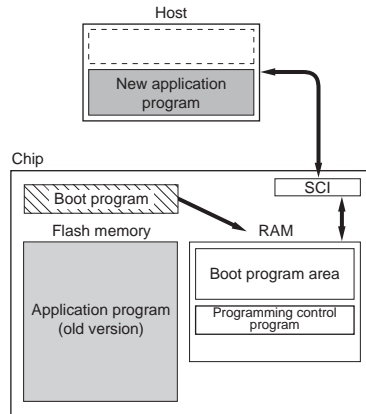 Host
New application
program
Chip
SCI
Boot program
Flash memory
RAM
Boot program area
Application program
(old version)
Programming control
program